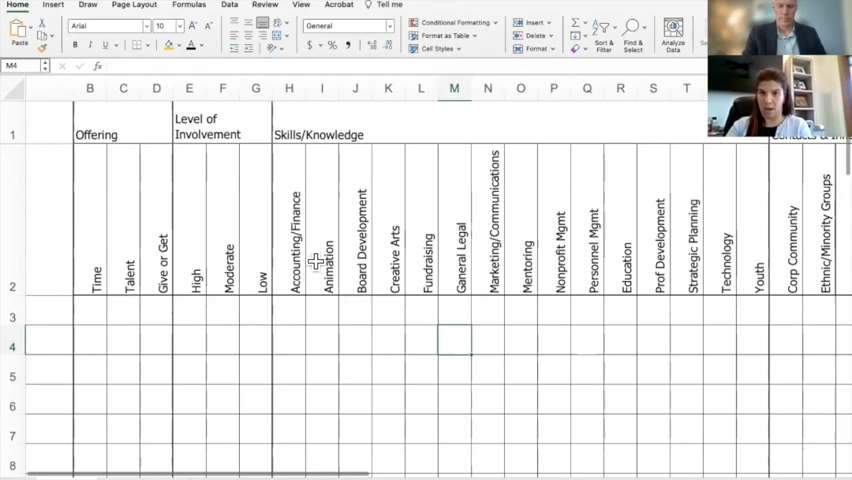 Home Insert Draw Page Layout Formulas Data Review View Automate Developer Acrobat Tell me
Paste Arial 10 A A General Conditional Formatting Insert
B I U A $ % Format as Table Delete
Cell Styles Format Sort & Filter Find & Select Analyze Data
M4 fx
B C D E F G H I J K L M N O P Q R S T
1 Offering Level of Involvement Skills/Knowledge
2 Time Talent Give or Get High Moderate Low Accounting/Finance Animation Board Development Creative Arts Fundraising Ganeral Legal Marketing/Communications Mentoring Nonprofit Mgmt Personnel Mgmt Education Prof Development Strategic Planning Technology Youth Corp Community Ethnic/Minority Groups
3
4
5
6
7
8